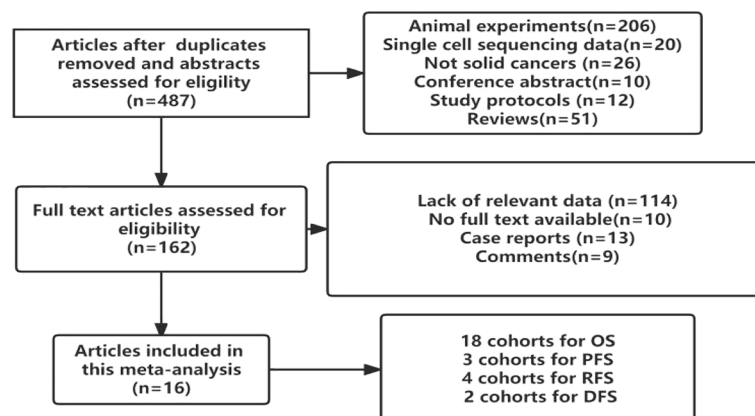 Articles after duplicates
removed and abstracts
assessed for eligility
(n=487)
Animal experiments(n=206)
Single cell sequencing data(n=20)
Not solid cancers(n=26)
Conference abstract(n=10)
Study protocols (n=12)
Reviews(n=51)
Full text articles assessed for
eligibility
(n=162)
Lack of relevant data (n=114)
No full text available(n=10)
Case reports (n=13)
Comments(n=9)
Articles included in
this meta-analysis
(n=16)
18 cohorts for OS
3 cohorts for PFS
4 cohorts for RFS
2 cohorts for DFS